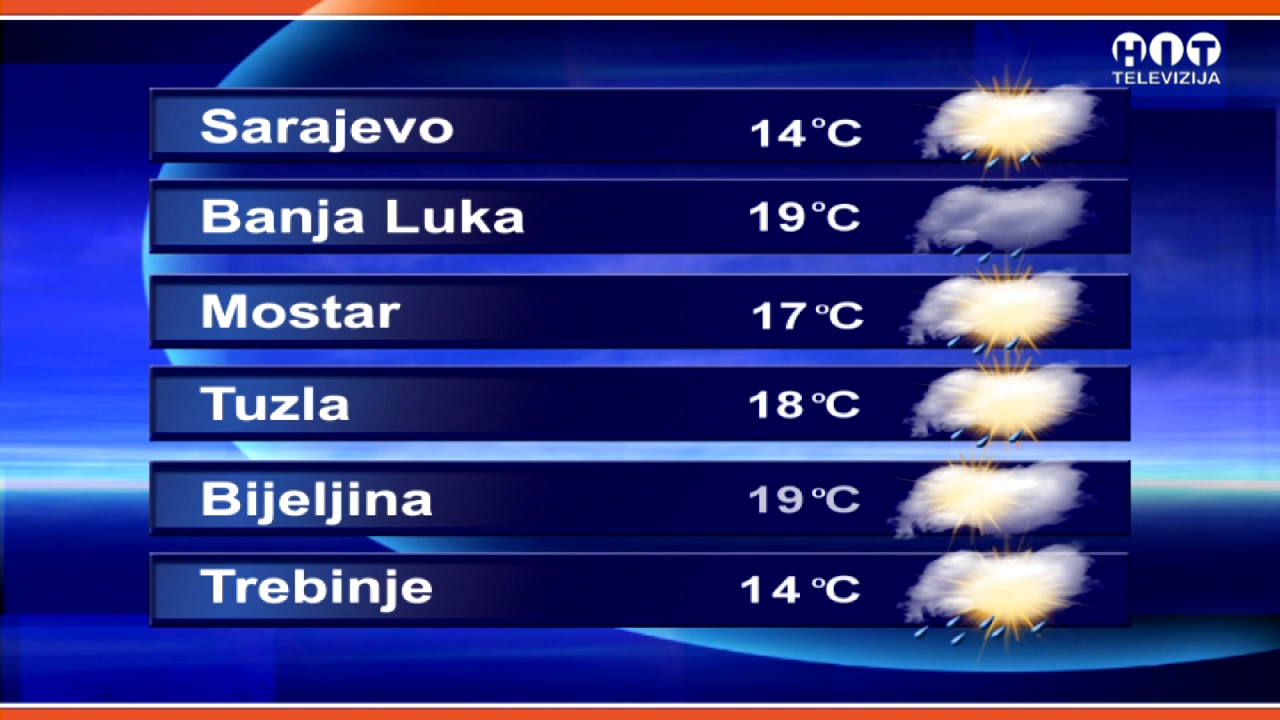 HIT
TELEVIZIJA
Sarajevo 14°C
Banja Luka 19°C
Mostar 17°C
Tuzla 18°C
Bijeljina 19°C
Trebinje 14°C